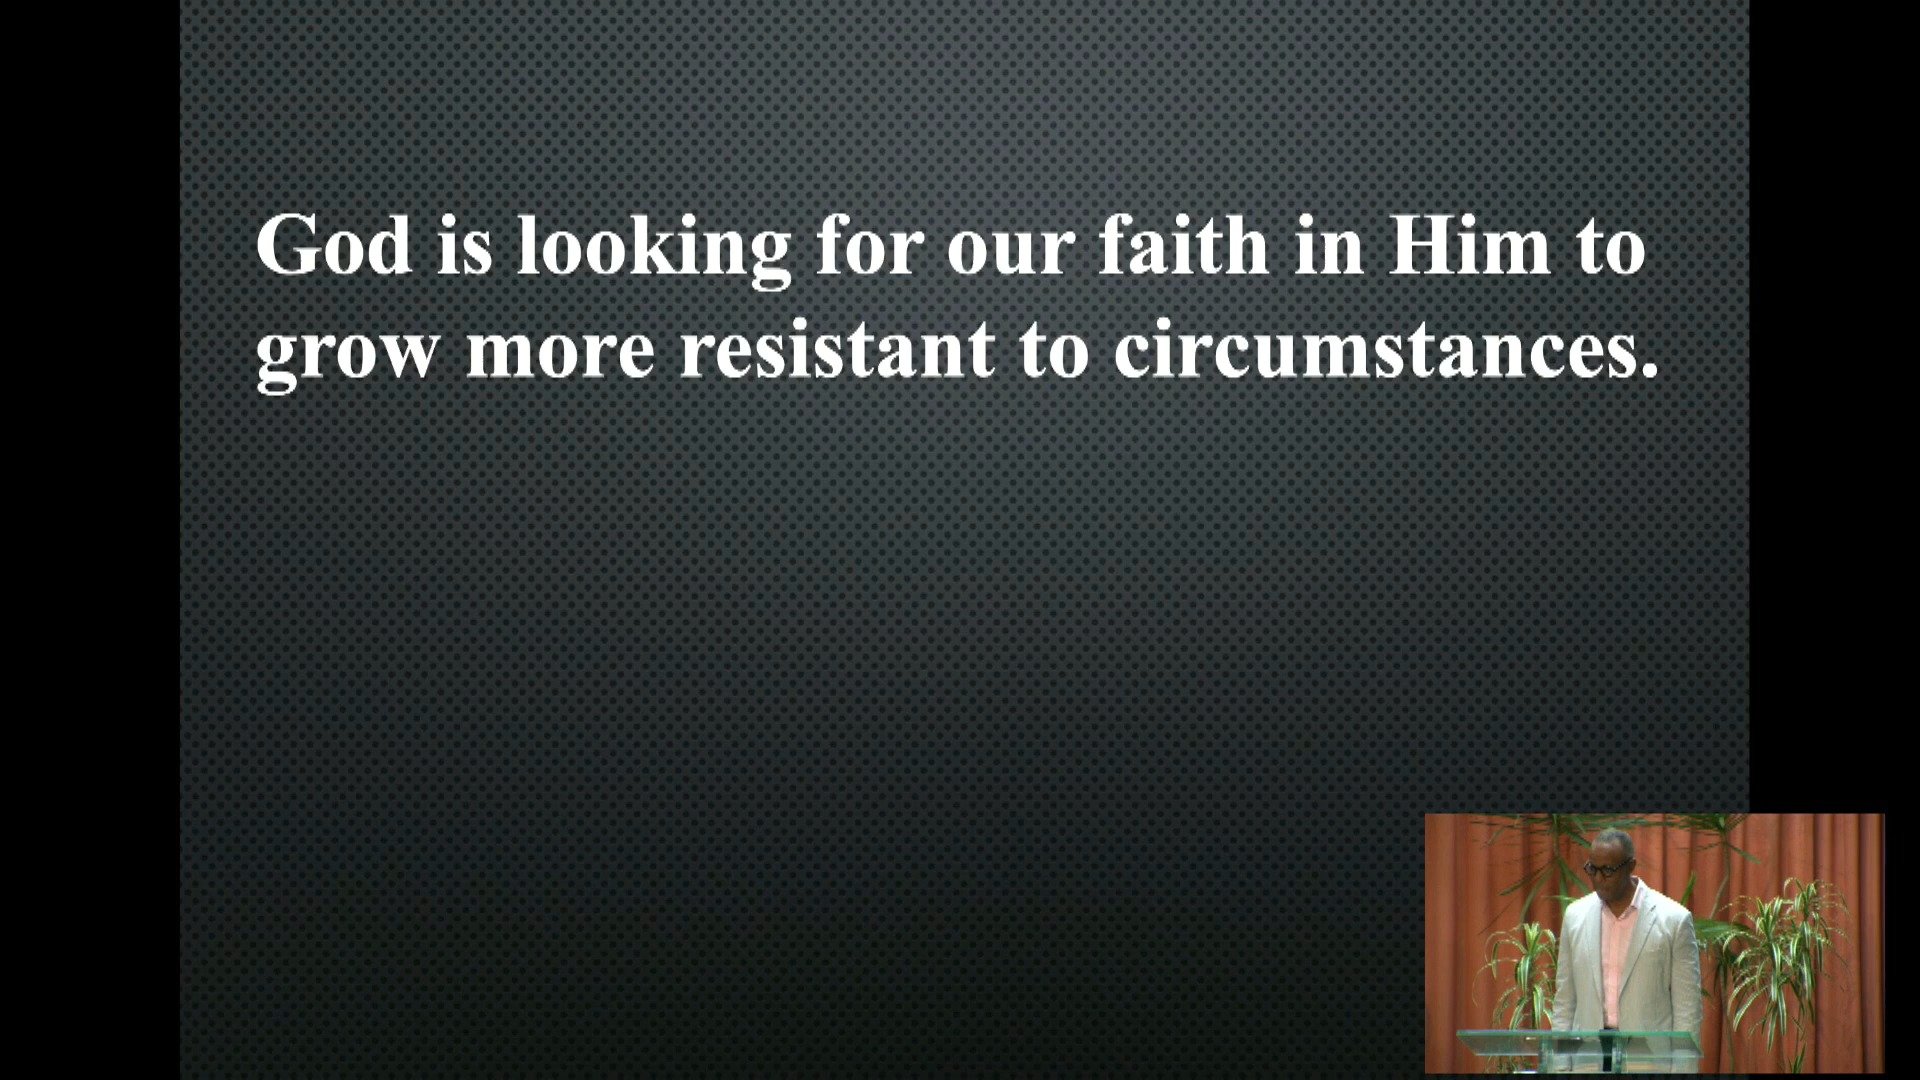 God is looking for our faith in Him to
grow more resistant to circumstances.